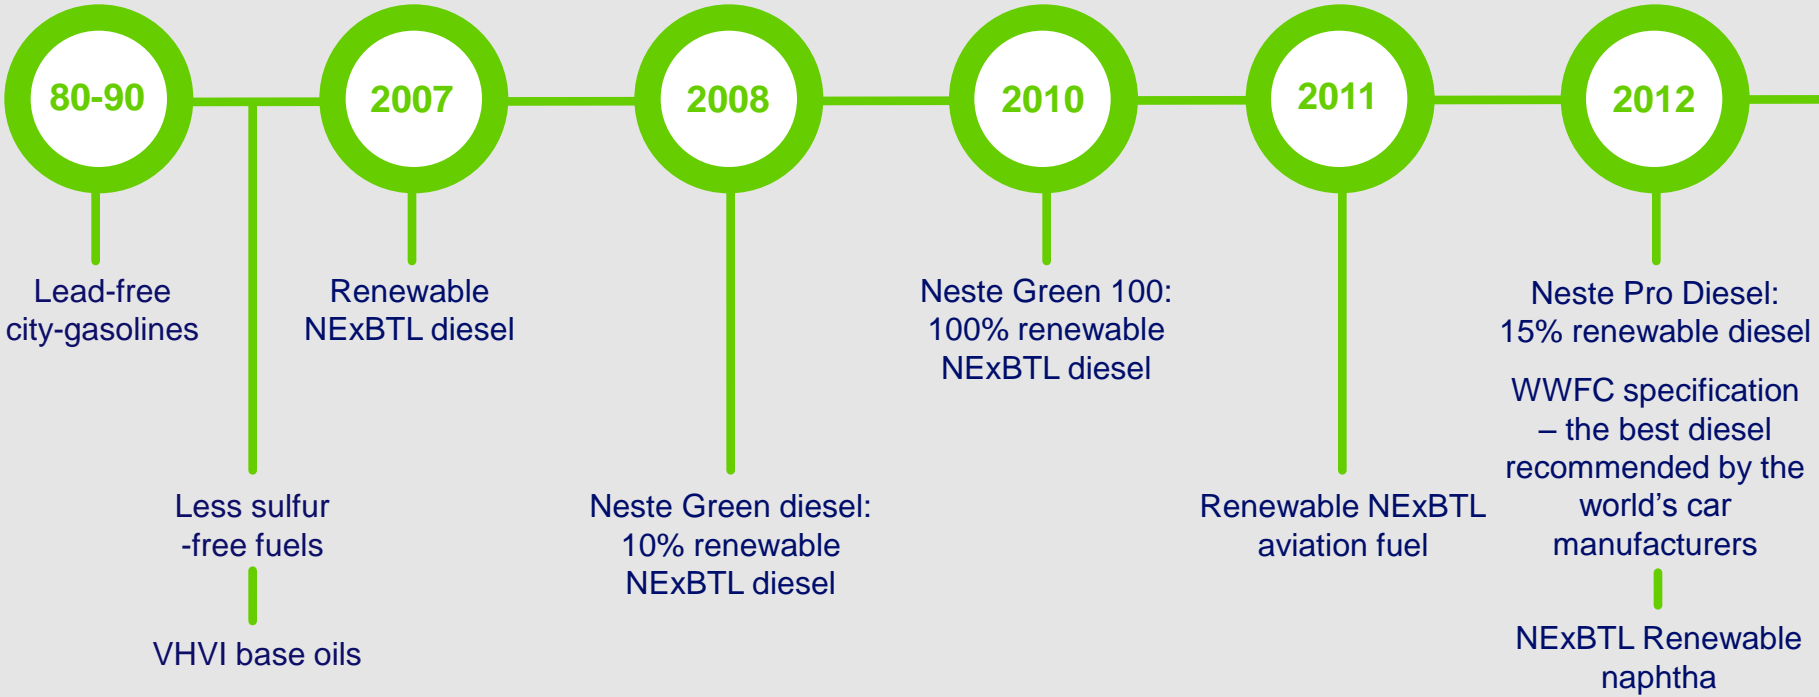 80-90
Lead-free
city-gasolines
Less sulfur
-free fuels
VHVI base oils
2007
Renewable
NExBTL diesel
2008
Neste Green diesel:
10% renewable
NExBTL diesel
2010
Neste Green 100:
100% renewable
NExBTL diesel
2011
Renewable NExBTL
aviation fuel
2012
Neste Pro Diesel:
15% renewable diesel
WWFC specification
– the best diesel
recommended by the
world’s car
manufacturers
NExBTL Renewable
naphtha